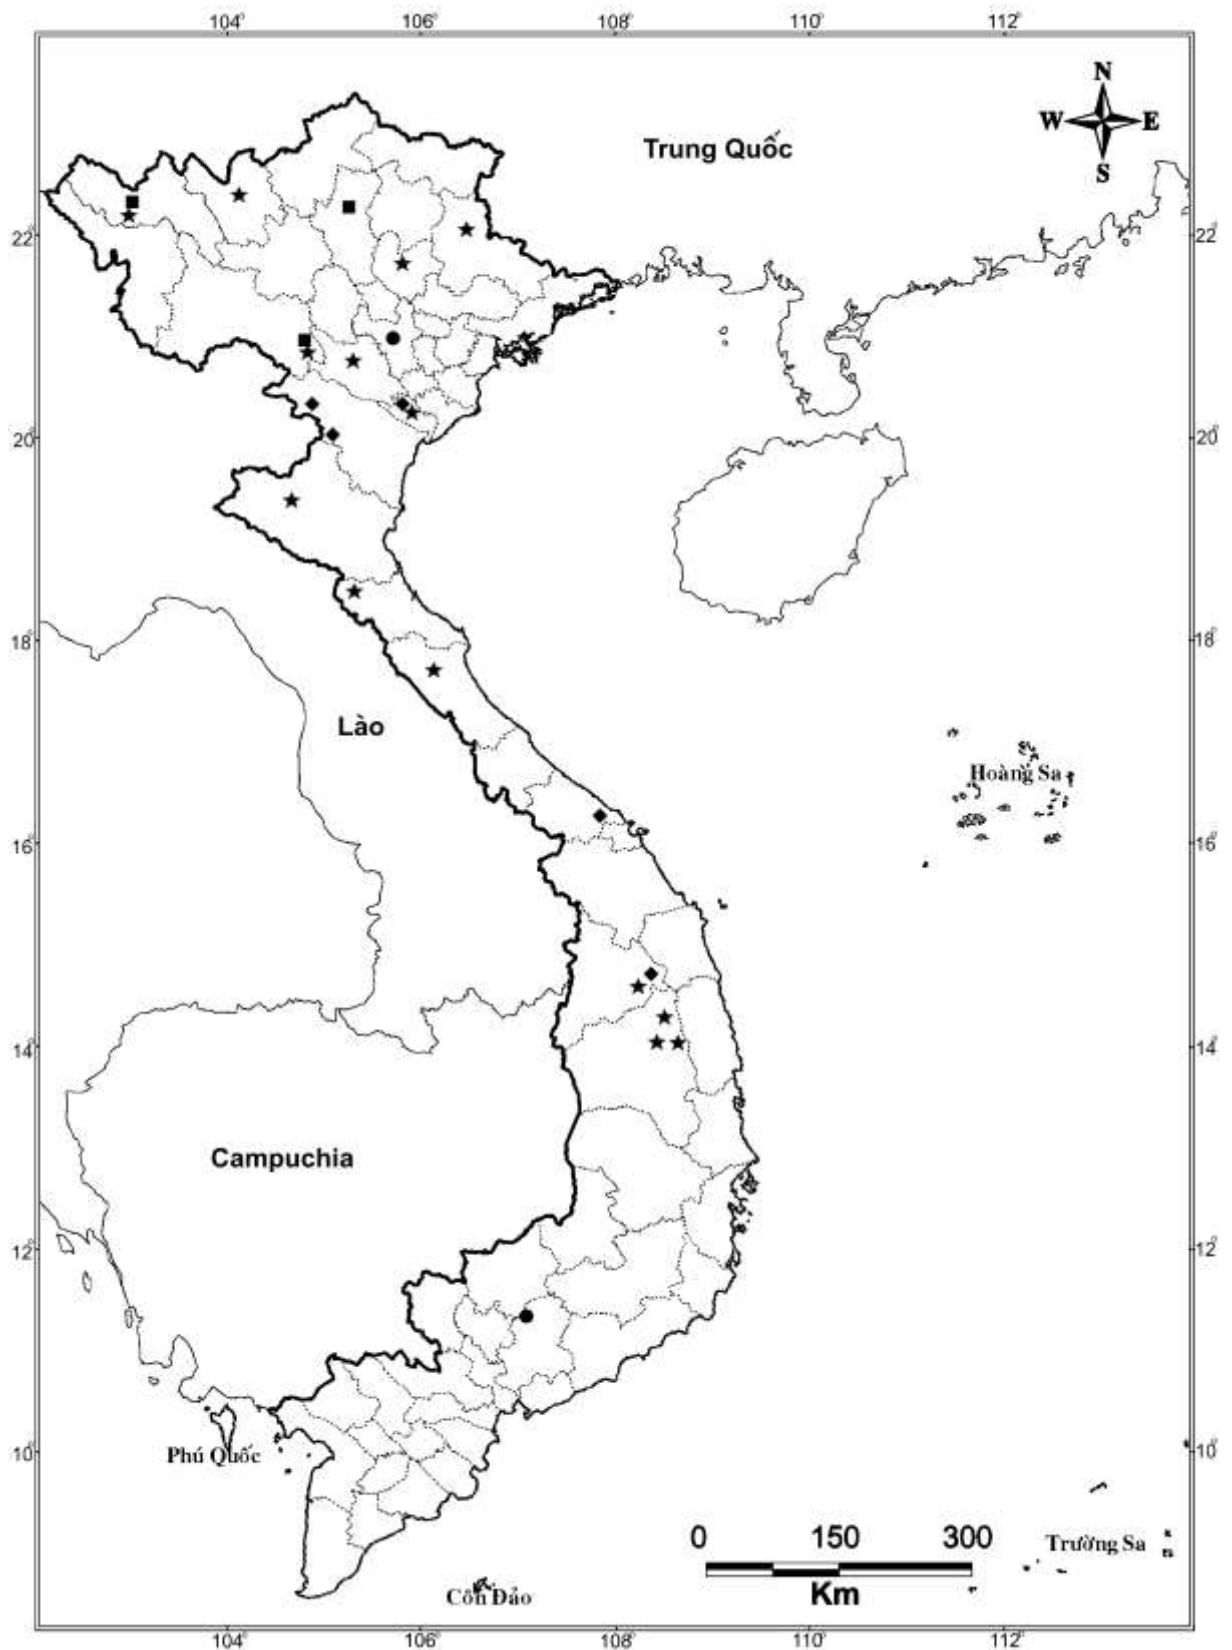 104° 106° 108° 110° 112°
N
W E
S
Trung Quốc
22° 22°
20° 20°
18° 18°
Lào
Hoàng Sa
16° 16°
14° 14°
Campuchia
12° 12°
10° 10°
Phú Quốc
0 150 300
Km
Trường Sa
Côn Đảo
104° 106° 108° 110° 112°